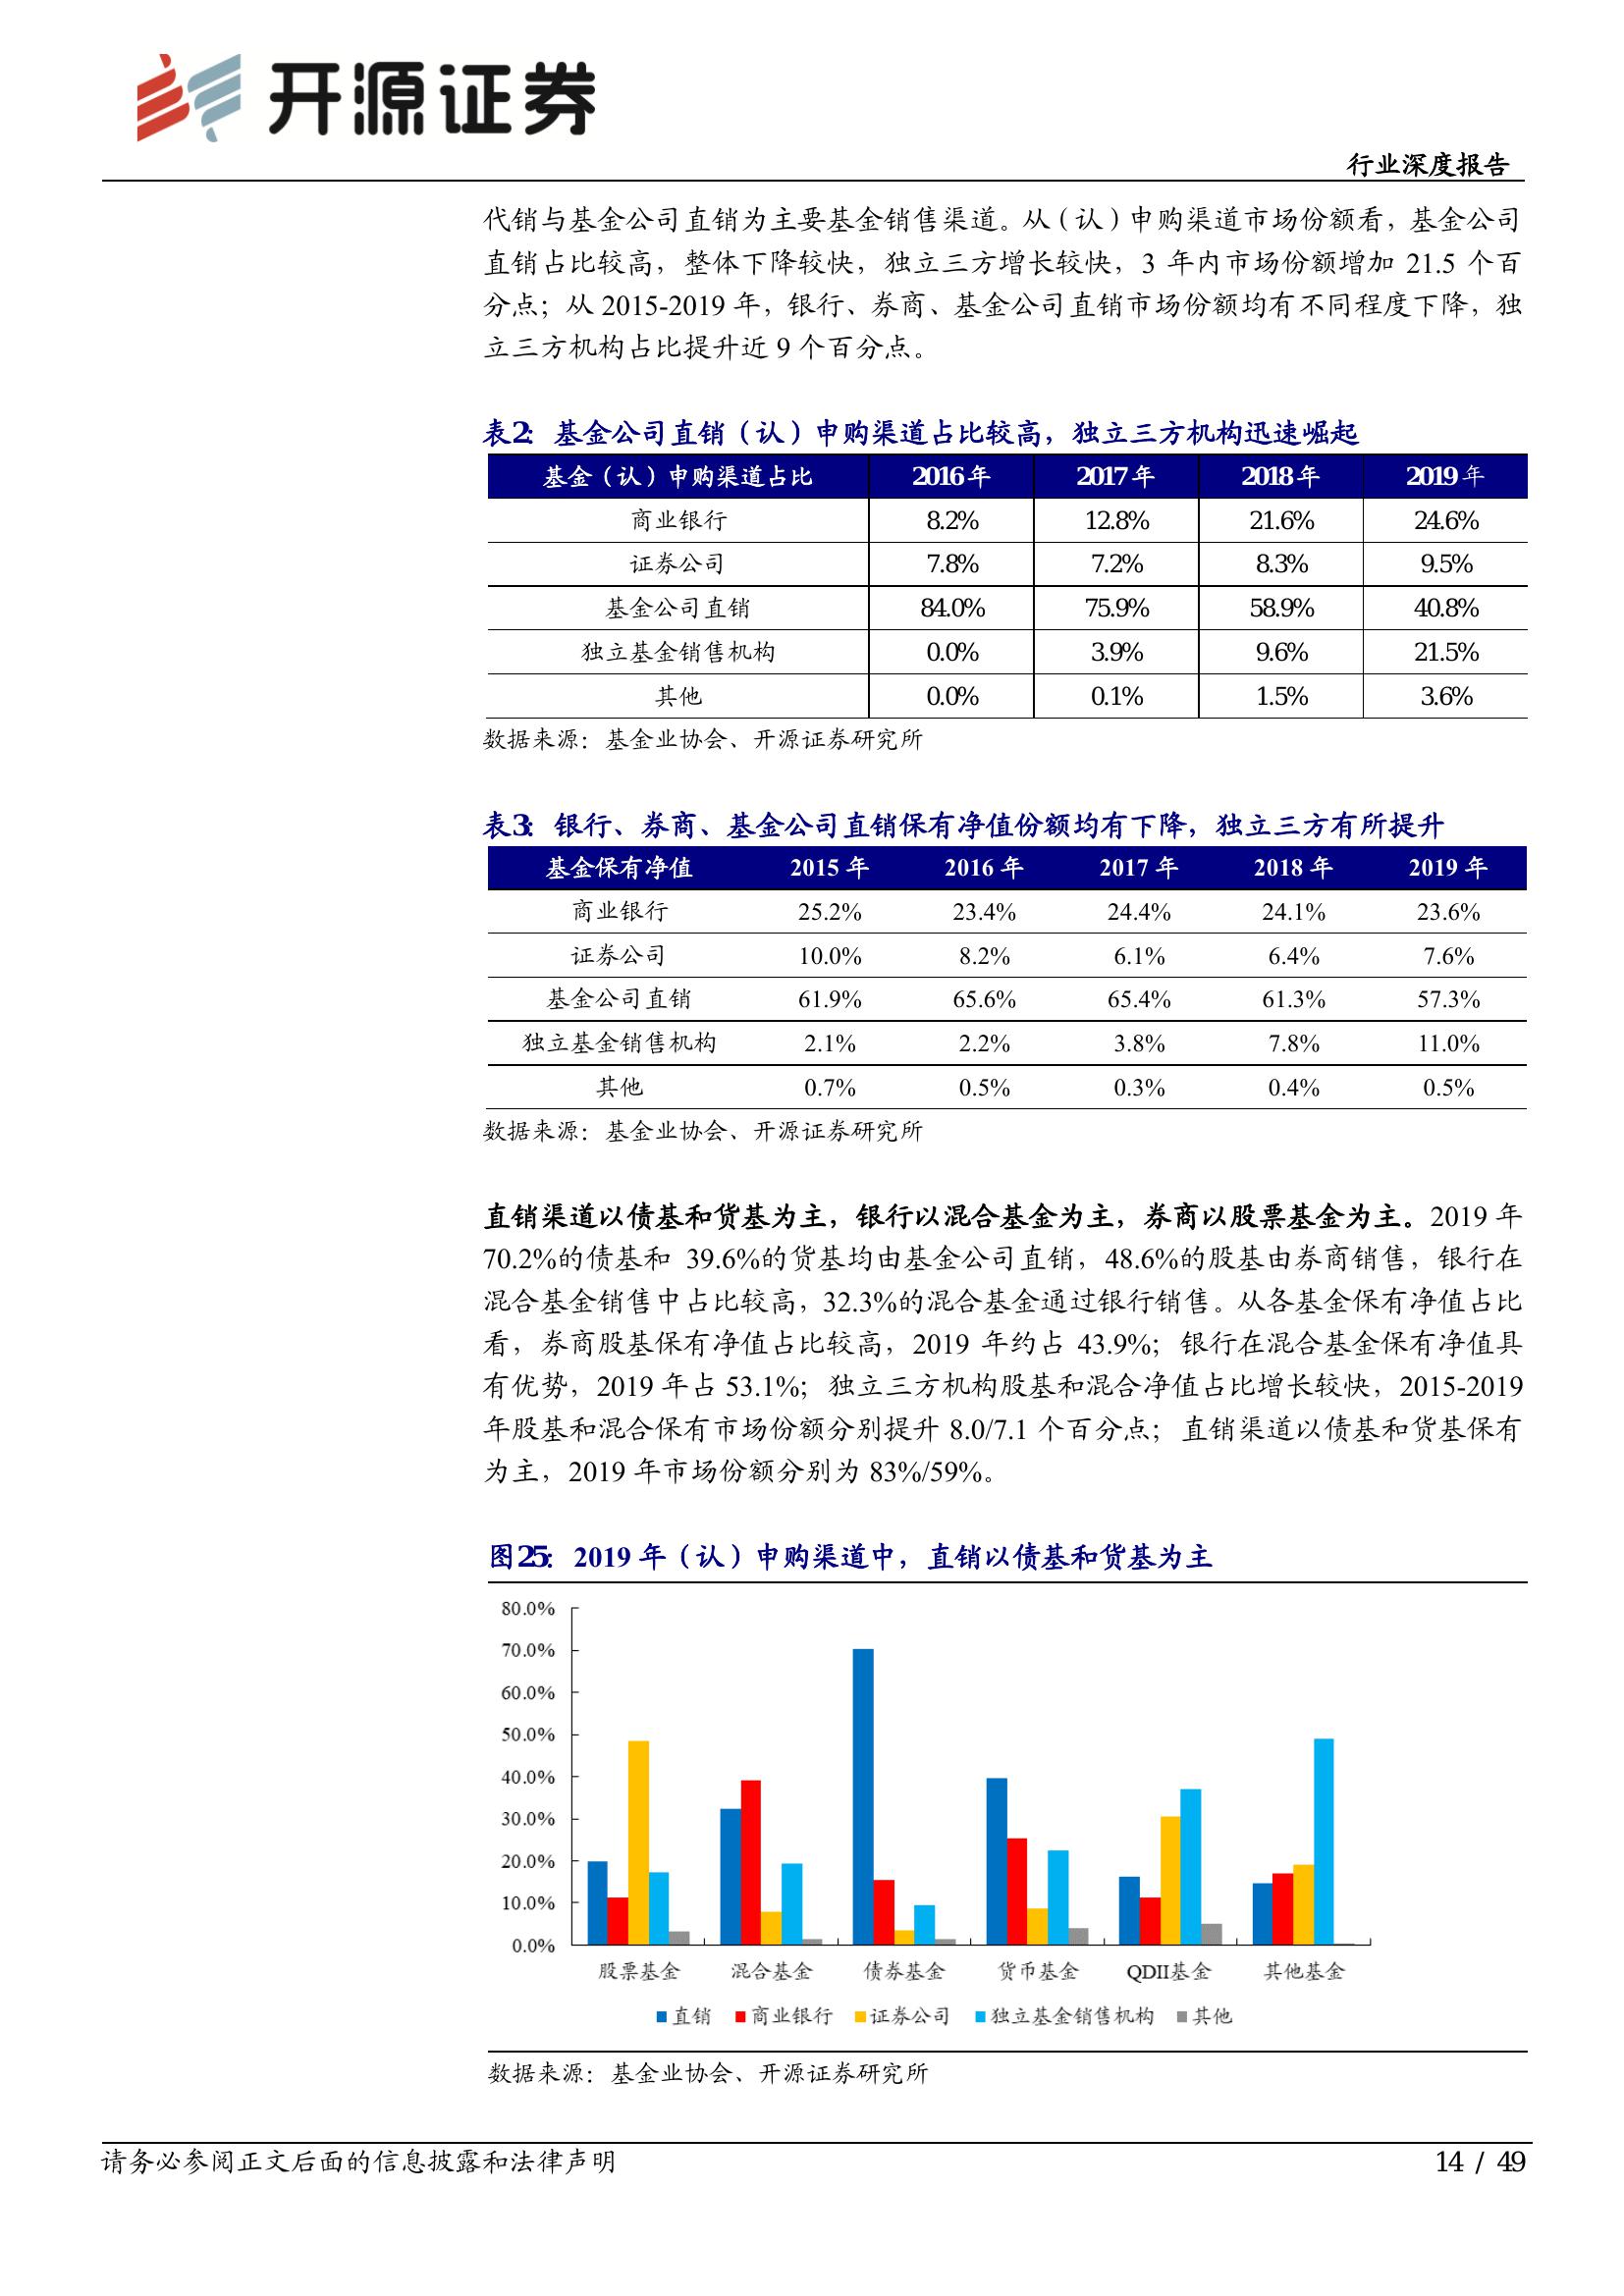 开源证券
行业深度报告
代销与基金公司直销为主要基金销售渠道。从（认）申购渠道市场份额看，基金公司
直销占比较高，整体下降较快，独立三方增长较快，3 年内市场份额增加 21.5 个百
分点；从 2015-2019 年，银行、券商、基金公司直销市场份额均有不同程度下降，独
立三方机构占比提升近 9 个百分点。
表2：基金公司直销（认）申购渠道占比较高，独立三方机构迅速崛起
基金（认）申购渠道占比 2016年 2017年 2018年 2019年
商业银行 8.2% 12.8% 21.6% 24.6%
证券公司 7.8% 7.2% 8.3% 9.5%
基金公司直销 84.0% 75.9% 58.9% 40.8%
独立基金销售机构 0.0% 3.9% 9.6% 21.5%
其他 0.0% 0.1% 1.5% 3.6%
数据来源：基金业协会、开源证券研究所
表3：银行、券商、基金公司直销保有净值份额均有下降，独立三方有所提升
基金保有净值 2015 年 2016 年 2017 年 2018 年 2019 年
商业银行 25.2% 23.4% 24.4% 24.1% 23.6%
证券公司 10.0% 8.2% 6.1% 6.4% 7.6%
基金公司直销 61.9% 65.6% 65.4% 61.3% 57.3%
独立基金销售机构 2.1% 2.2% 3.8% 7.8% 11.0%
其他 0.7% 0.5% 0.3% 0.4% 0.5%
数据来源：基金业协会、开源证券研究所
直销渠道以债基和货基为主，银行以混合基金为主，券商以股票基金为主。2019 年
70.2%的债基和 39.6%的货基均由基金公司直销，48.6%的股基由券商销售，银行在
混合基金销售中占比较高，32.3%的混合基金通过银行销售。从各基金保有净值占比
看，券商股基保有净值占比较高，2019 年约占 43.9%；银行在混合基金保有净值具
有优势，2019 年占 53.1%；独立三方机构股基和混合净值占比增长较快，2015-2019
年股基和混合保有市场份额分别提升 8.0/7.1 个百分点；直销渠道以债基和货基保有
为主，2019 年市场份额分别为 83%/59%。
图25：2019 年（认）申购渠道中，直销以债基和货基为主
80.0%
70.0%
60.0%
50.0%
40.0%
30.0%
20.0%
10.0%
0.0%
股票基金 混合基金 债券基金 货币基金 QDII基金 其他基金
直销 商业银行 证券公司 独立基金销售机构 其他
数据来源：基金业协会、开源证券研究所
请务必参阅正文后面的信息披露和法律声明 14 / 49